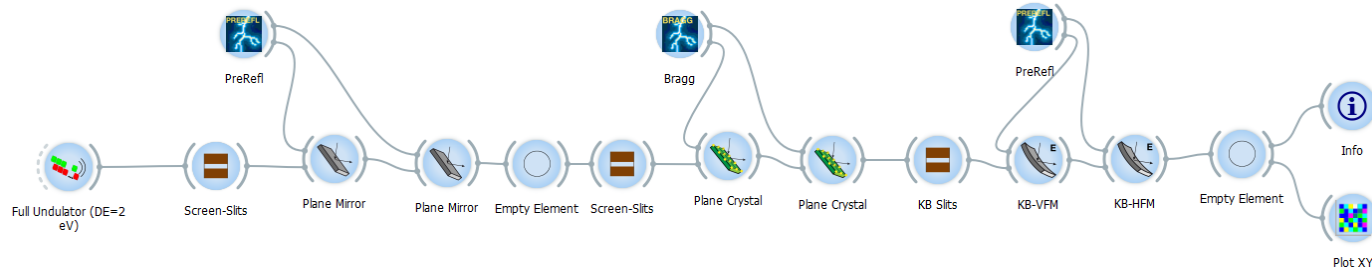 PREREFL
BRAGG
PREREFL
PreRefl
Bragg
PreRefl
E
E
Full Undulator (DE=2
eV)
Screen-Slits
Plane Mirror
Plane Mirror
Empty Element
Screen-Slits
Plane Crystal
Plane Crystal
KB Slits
KB-VFM
KB-HFM
Empty Element
Info
Plot XY